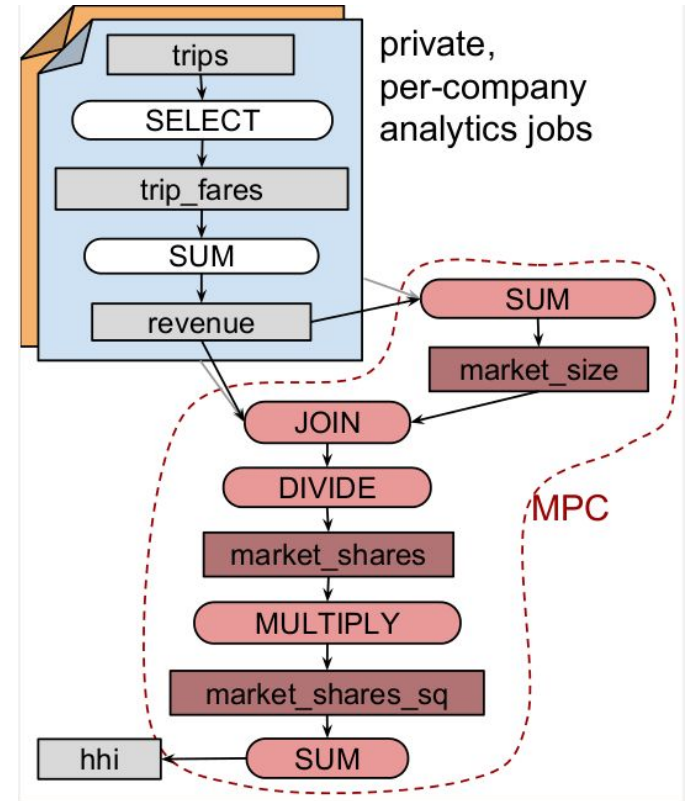 trips
private,
per-company
analytics jobs
SELECT
trip_fares
SUM
revenue
SUM
market_size
JOIN
DIVIDE
MPC
market_shares
MULTIPLY
market_shares_sq
SUM
hhi